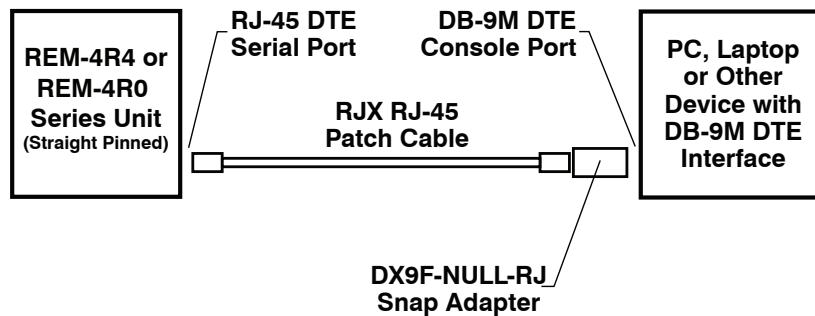 REM-4R4 or
REM-4R0
Series Unit
(Straight Pinned)
RJ-45 DTE
Serial Port
RJX RJ-45
Patch Cable
DB-9M DTE
Console Port
PC, Laptop
or Other
Device with
DB-9M DTE
Interface
DX9F-NULL-RJ
Snap Adapter